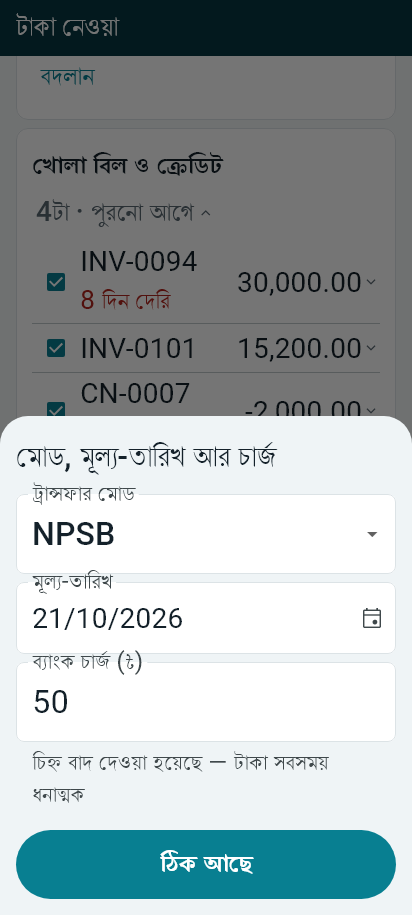 টাকা নেওয়া
বদলান
খোলা বিল ও ক্রেডিট
4টা · পুরনো আগে
INV-0094
30,000.00
8 দিন দেরি
INV-0101 15,200.00
CN-0007
-2,000.00
মোড, মূল্য-তারিখ আর চার্জ
ট্রান্সফার মোড
NPSB
মূল্য-তারিখ
21/10/2026
ব্যাংক চার্জ (৳)
50
চিহ্ন বাদ দেওয়া হয়েছে — টাকা সবসময়
ধনাত্মক
ঠিক আছে